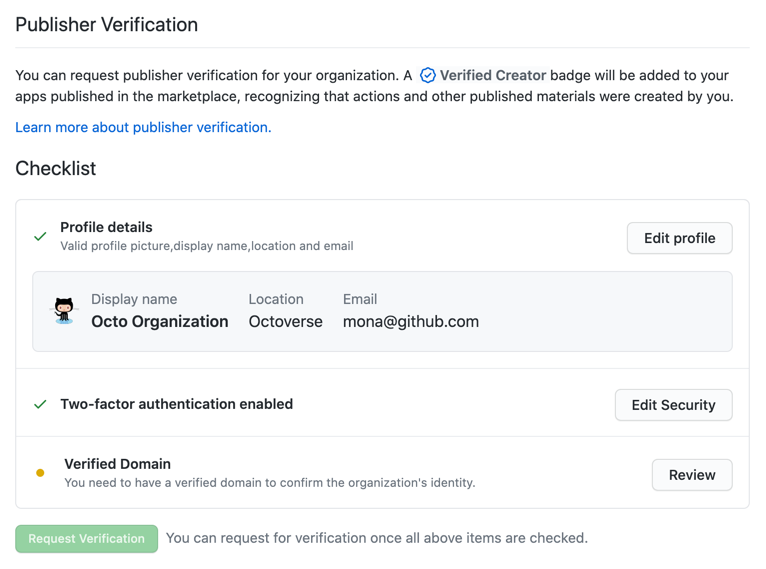 Publisher Verification
You can request publisher verification for your organization. A Verified Creator badge will be added to your
apps published in the marketplace, recognizing that actions and other published materials were created by you.
Learn more about publisher verification.
Checklist
Profile details
Valid profile picture,display name,location and email
Edit profile
Display name Location Email
Octo Organization Octoverse mona@github.com
Two-factor authentication enabled
Edit Security
Verified Domain
You need to have a verified domain to confirm the organization's identity.
Review
Request Verification You can request for verification once all above items are checked.